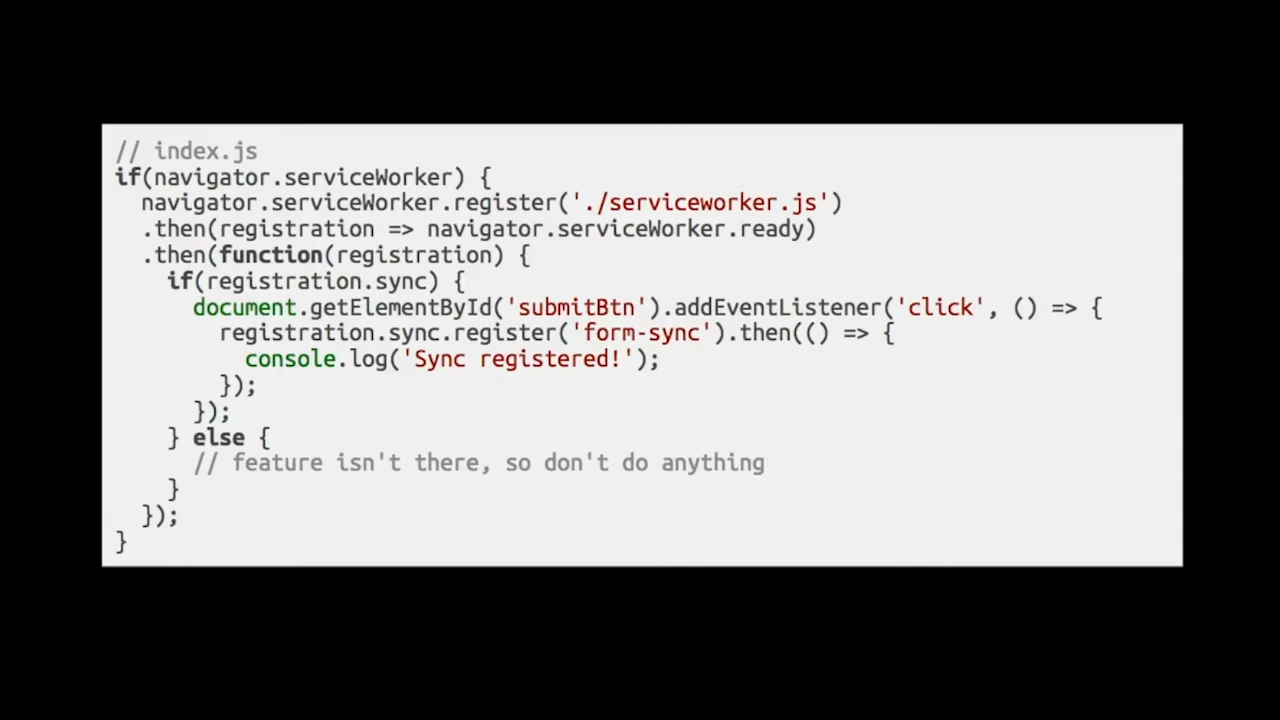 // index.js
if(navigator.serviceWorker) {
  navigator.serviceWorker.register('./serviceworker.js')
  .then(registration => navigator.serviceWorker.ready)
  .then(function(registration) {
    if(registration.sync) {
      document.getElementById('submitBtn').addEventListener('click', () => {
        registration.sync.register('form-sync').then(() => {
          console.log('Sync registered!');
        });
      });
    } else {
      // feature isn't there, so don't do anything
    }
  });
}